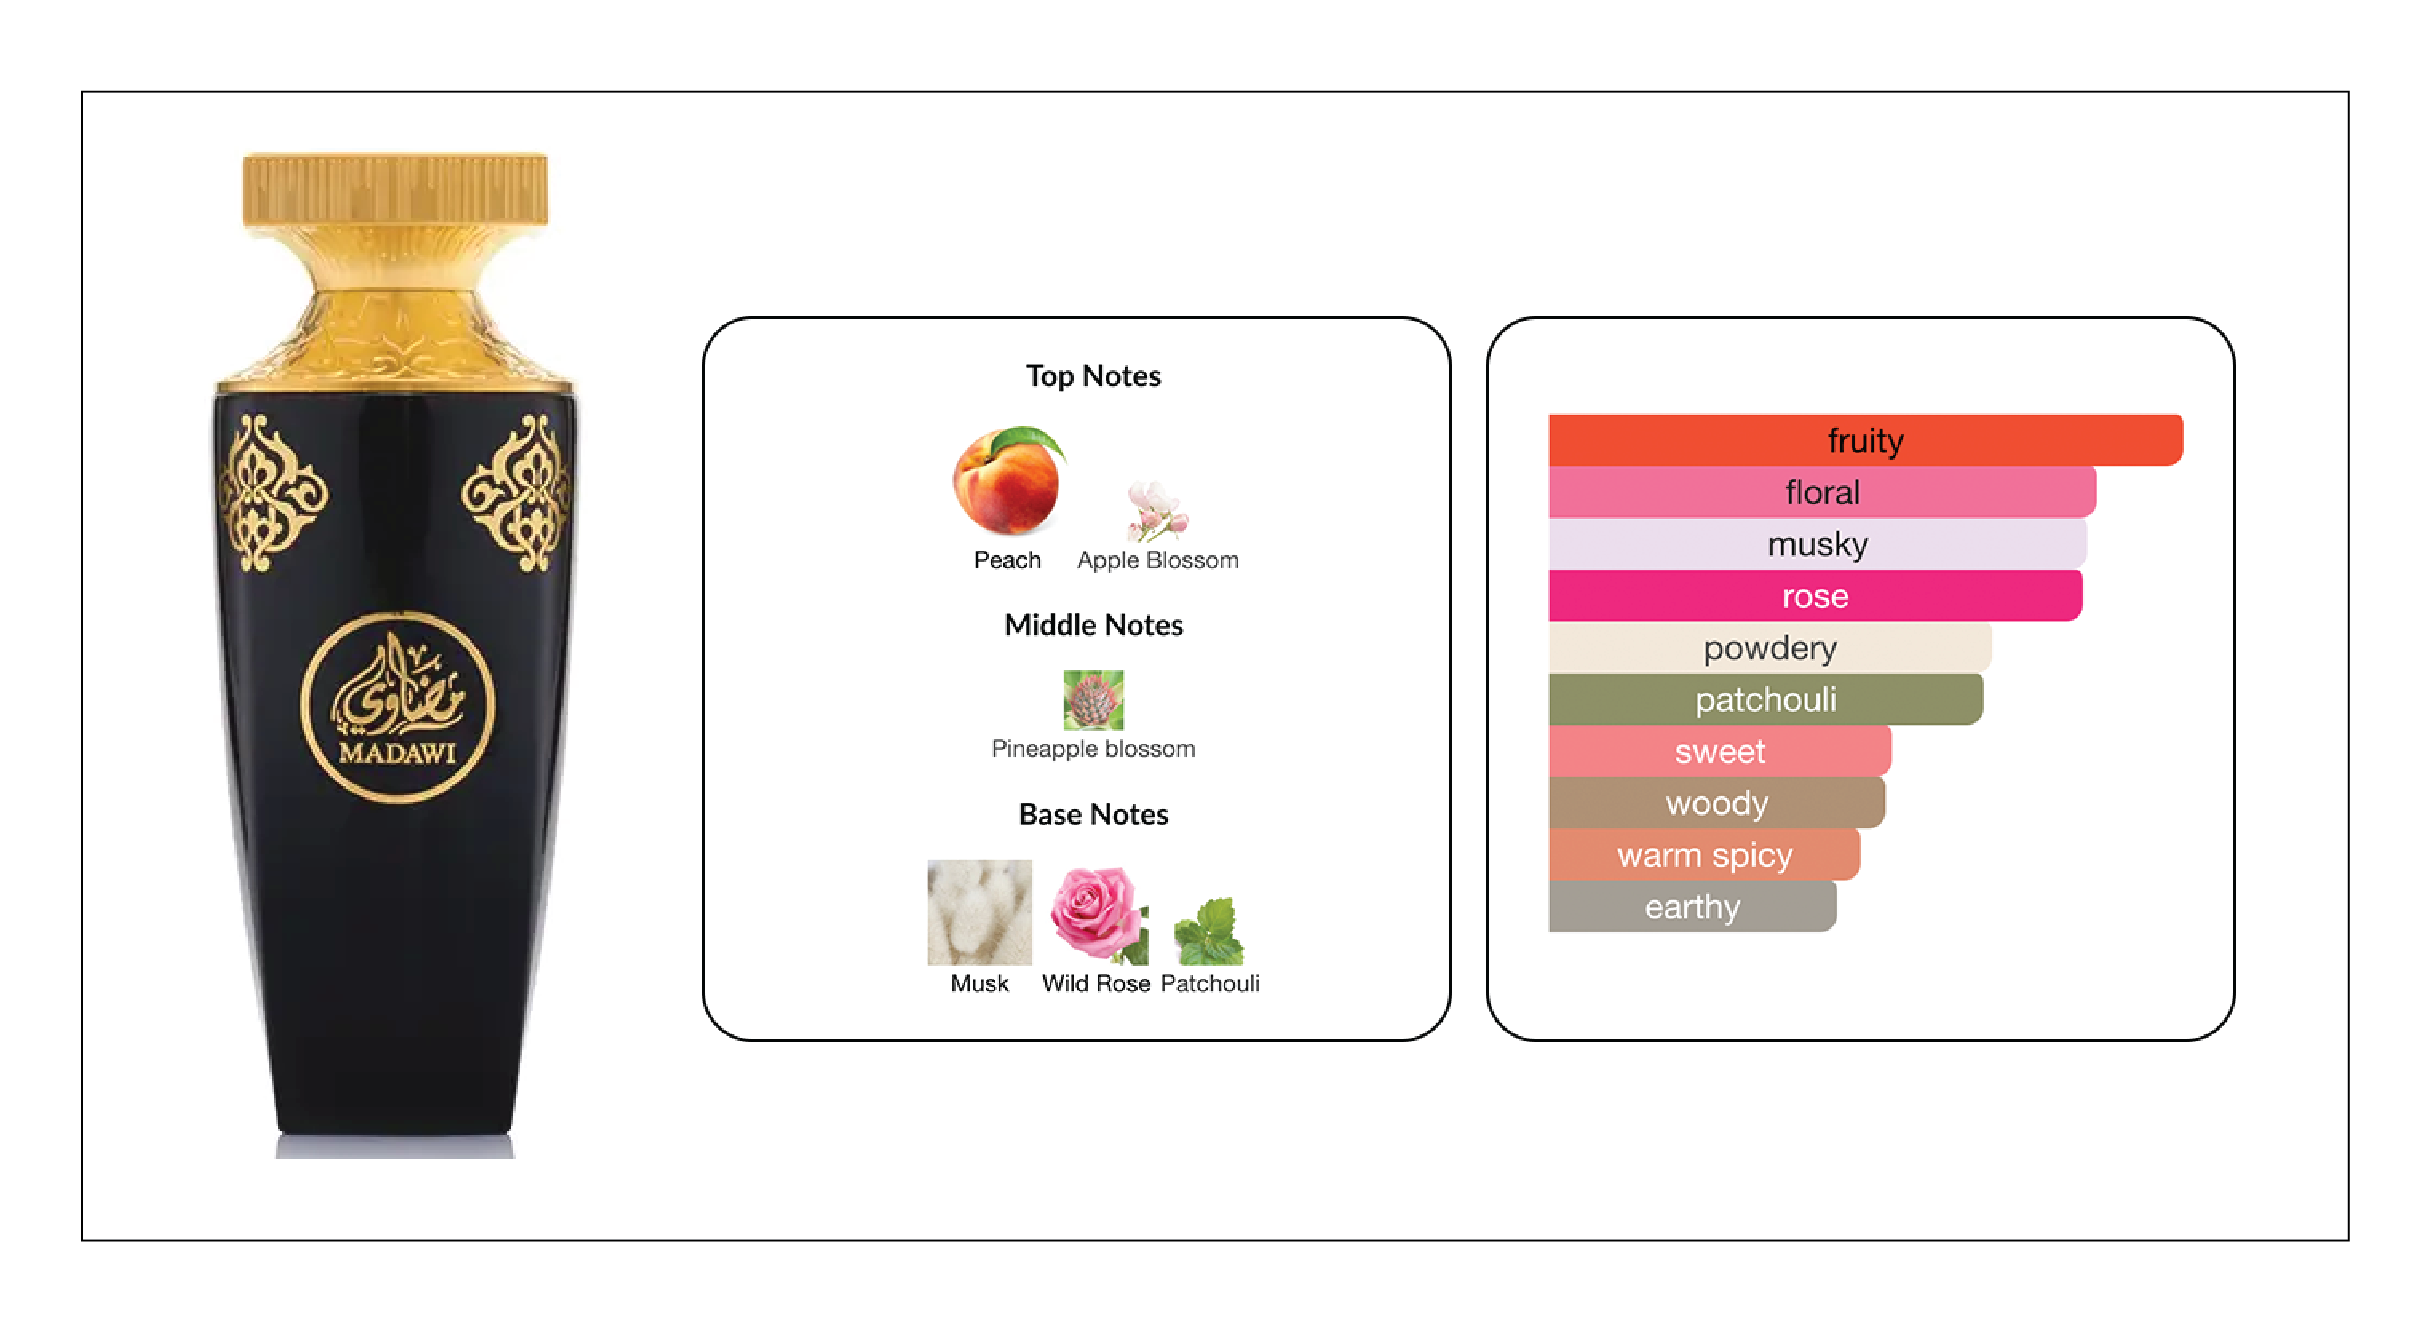 مضاوي
MADAWI
Top Notes
Peach Apple Blossom
Middle Notes
Pineapple blossom
Base Notes
Musk Wild Rose Patchouli
fruity
floral
musky
rose
powdery
patchouli
sweet
woody
warm spicy
earthy